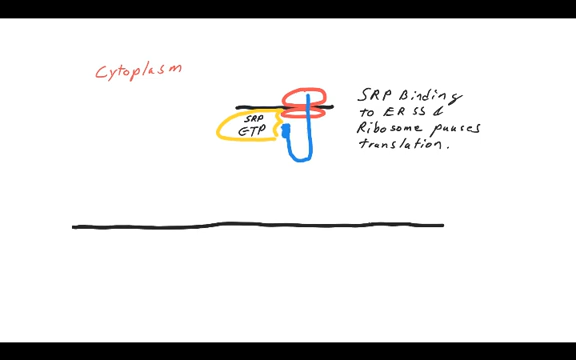 Cytoplasm
SRP
GTP
SRP Binding
to ER SS &
Ribosome pauses
translation.